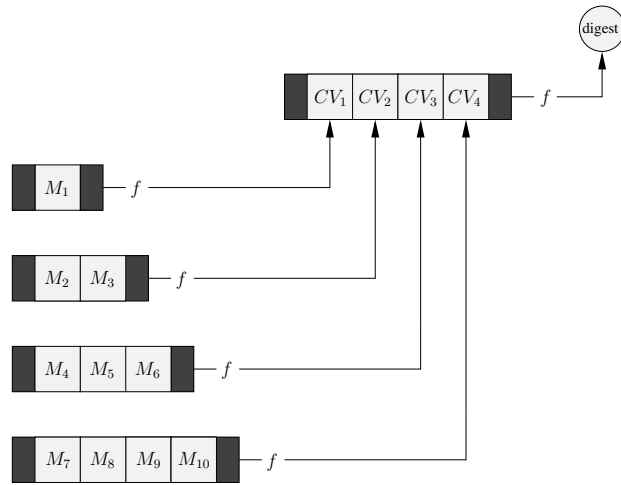 digest
CV₁ CV₂ CV₃ CV₄ f
M₁ f
M₂ M₃ f
M₄ M₅ M₆ f
M₇ M₈ M₉ M₁₀ f